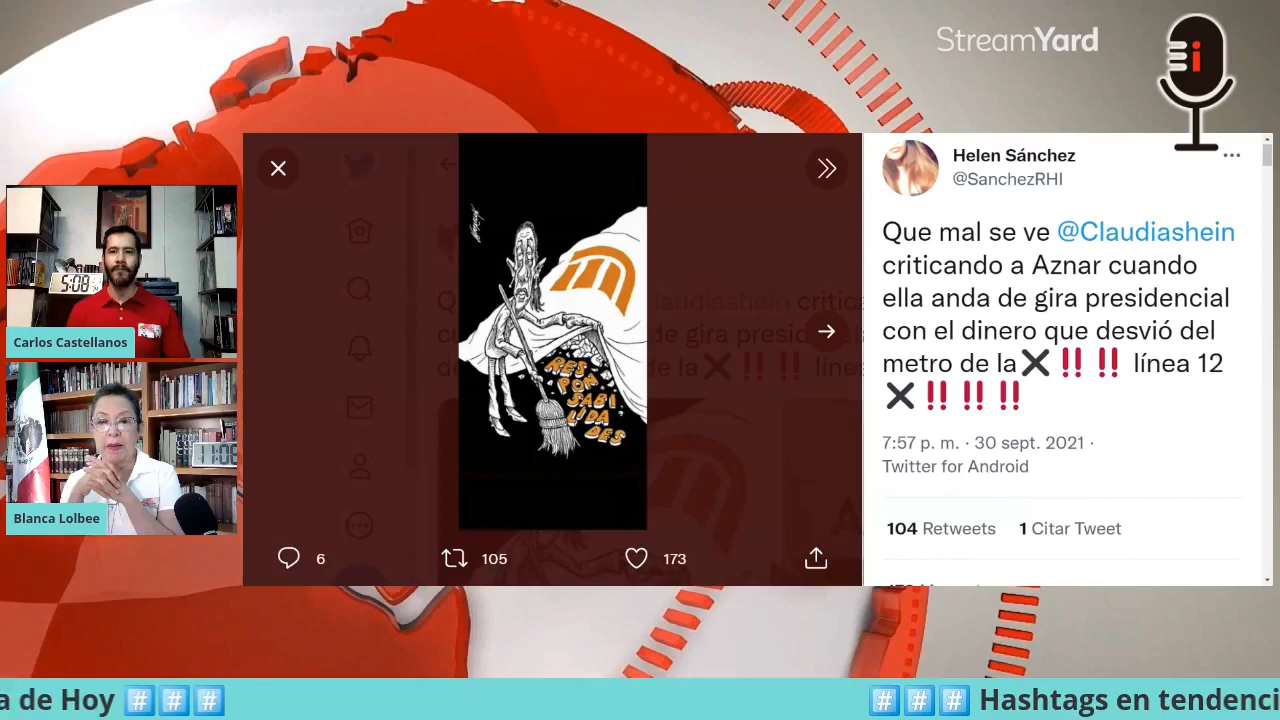 StreamYard
i
Helen Sánchez
@SanchezRHI
Que mal se ve @Claudiashein
criticando a Aznar cuando
ella anda de gira presidencial
con el dinero que desvió del
metro de la❌ ‼️ ‼️ línea 12
❌ ‼️ ‼️ ‼️
7:57 p. m. · 30 sept. 2021 ·
Twitter for Android
104 Retweets 1 Citar Tweet
RES
PON
SABI
LIDA
DES
6 105 173
5:08
Carlos Castellanos
Blanca Lolbee
a de Hoy #️⃣#️⃣#️⃣
#️⃣#️⃣#️⃣ Hashtags en tendenci